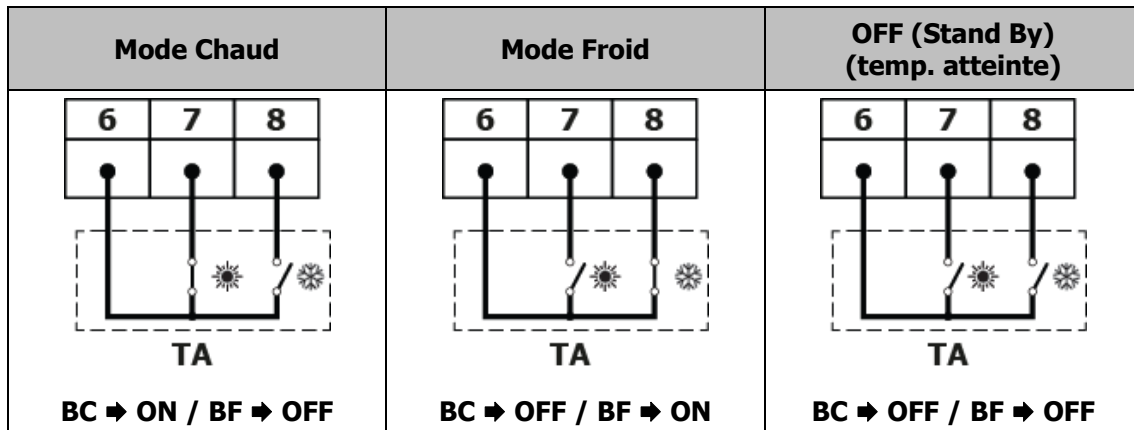 Mode Chaud
Mode Froid
OFF (Stand By)
(temp. atteinte)
6 7 8
6 7 8
6 7 8
TA
TA
TA
BC ➡ ON / BF ➡ OFF
BC ➡ OFF / BF ➡ ON
BC ➡ OFF / BF ➡ OFF